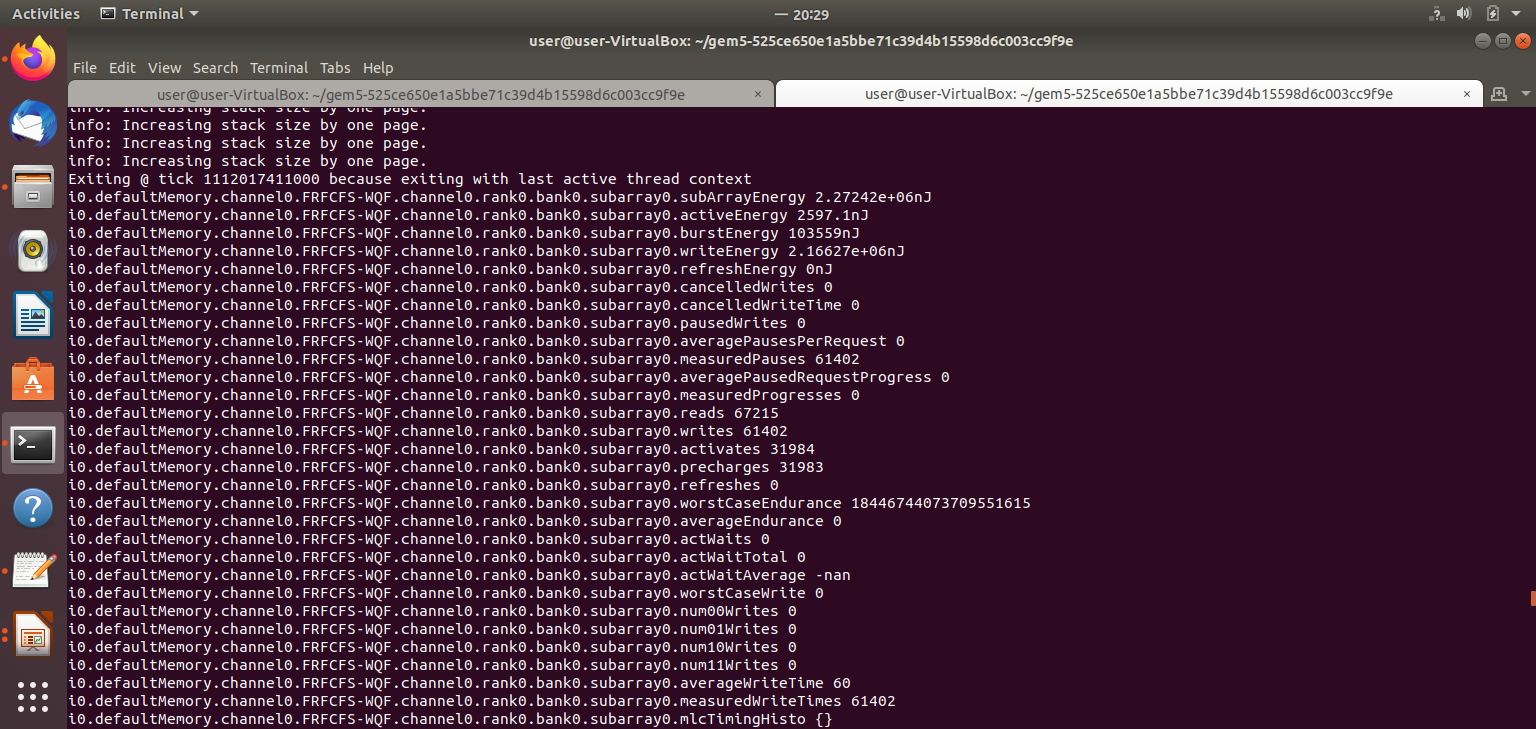 Activities Terminal 20:29
user@user-VirtualBox: ~/gem5-525ce650e1a5bbe71c39d4b15598d6c003cc9f9e
File Edit View Search Terminal Tabs Help
user@user-VirtualBox: ~/gem5-525ce650e1a5bbe71c39d4b15598d6c003cc9f9e × user@user-VirtualBox: ~/gem5-525ce650e1a5bbe71c39d4b15598d6c003cc9f9e ×
info: Increasing stack size by one page.
info: Increasing stack size by one page.
info: Increasing stack size by one page.
info: Increasing stack size by one page.
Exiting @ tick 1112017411000 because exiting with last active thread context
i0.defaultMemory.channel0.FRFCFS-WQF.channel0.rank0.bank0.subarray0.subArrayEnergy 2.27242e+06nJ
i0.defaultMemory.channel0.FRFCFS-WQF.channel0.rank0.bank0.subarray0.activeEnergy 2597.1nJ
i0.defaultMemory.channel0.FRFCFS-WQF.channel0.rank0.bank0.subarray0.burstEnergy 103559nJ
i0.defaultMemory.channel0.FRFCFS-WQF.channel0.rank0.bank0.subarray0.writeEnergy 2.16627e+06nJ
i0.defaultMemory.channel0.FRFCFS-WQF.channel0.rank0.bank0.subarray0.refreshEnergy 0nJ
i0.defaultMemory.channel0.FRFCFS-WQF.channel0.rank0.bank0.subarray0.cancelledWrites 0
i0.defaultMemory.channel0.FRFCFS-WQF.channel0.rank0.bank0.subarray0.cancelledWriteTime 0
i0.defaultMemory.channel0.FRFCFS-WQF.channel0.rank0.bank0.subarray0.pausedWrites 0
i0.defaultMemory.channel0.FRFCFS-WQF.channel0.rank0.bank0.subarray0.averagePausesPerRequest 0
i0.defaultMemory.channel0.FRFCFS-WQF.channel0.rank0.bank0.subarray0.measuredPauses 61402
i0.defaultMemory.channel0.FRFCFS-WQF.channel0.rank0.bank0.subarray0.averagePausedRequestProgress 0
i0.defaultMemory.channel0.FRFCFS-WQF.channel0.rank0.bank0.subarray0.measuredProgresses 0
i0.defaultMemory.channel0.FRFCFS-WQF.channel0.rank0.bank0.subarray0.reads 67215
i0.defaultMemory.channel0.FRFCFS-WQF.channel0.rank0.bank0.subarray0.writes 61402
i0.defaultMemory.channel0.FRFCFS-WQF.channel0.rank0.bank0.subarray0.activates 31984
i0.defaultMemory.channel0.FRFCFS-WQF.channel0.rank0.bank0.subarray0.precharges 31983
i0.defaultMemory.channel0.FRFCFS-WQF.channel0.rank0.bank0.subarray0.refreshes 0
i0.defaultMemory.channel0.FRFCFS-WQF.channel0.rank0.bank0.subarray0.worstCaseEndurance 18446744073709551615
i0.defaultMemory.channel0.FRFCFS-WQF.channel0.rank0.bank0.subarray0.averageEndurance 0
i0.defaultMemory.channel0.FRFCFS-WQF.channel0.rank0.bank0.subarray0.actWaits 0
i0.defaultMemory.channel0.FRFCFS-WQF.channel0.rank0.bank0.subarray0.actWaitTotal 0
i0.defaultMemory.channel0.FRFCFS-WQF.channel0.rank0.bank0.subarray0.actWaitAverage -nan
i0.defaultMemory.channel0.FRFCFS-WQF.channel0.rank0.bank0.subarray0.worstCaseWrite 0
i0.defaultMemory.channel0.FRFCFS-WQF.channel0.rank0.bank0.subarray0.num00Writes 0
i0.defaultMemory.channel0.FRFCFS-WQF.channel0.rank0.bank0.subarray0.num01Writes 0
i0.defaultMemory.channel0.FRFCFS-WQF.channel0.rank0.bank0.subarray0.num10Writes 0
i0.defaultMemory.channel0.FRFCFS-WQF.channel0.rank0.bank0.subarray0.num11Writes 0
i0.defaultMemory.channel0.FRFCFS-WQF.channel0.rank0.bank0.subarray0.averageWriteTime 60
i0.defaultMemory.channel0.FRFCFS-WQF.channel0.rank0.bank0.subarray0.measuredWriteTimes 61402
i0.defaultMemory.channel0.FRFCFS-WQF.channel0.rank0.bank0.subarray0.mlcTimingHisto {}